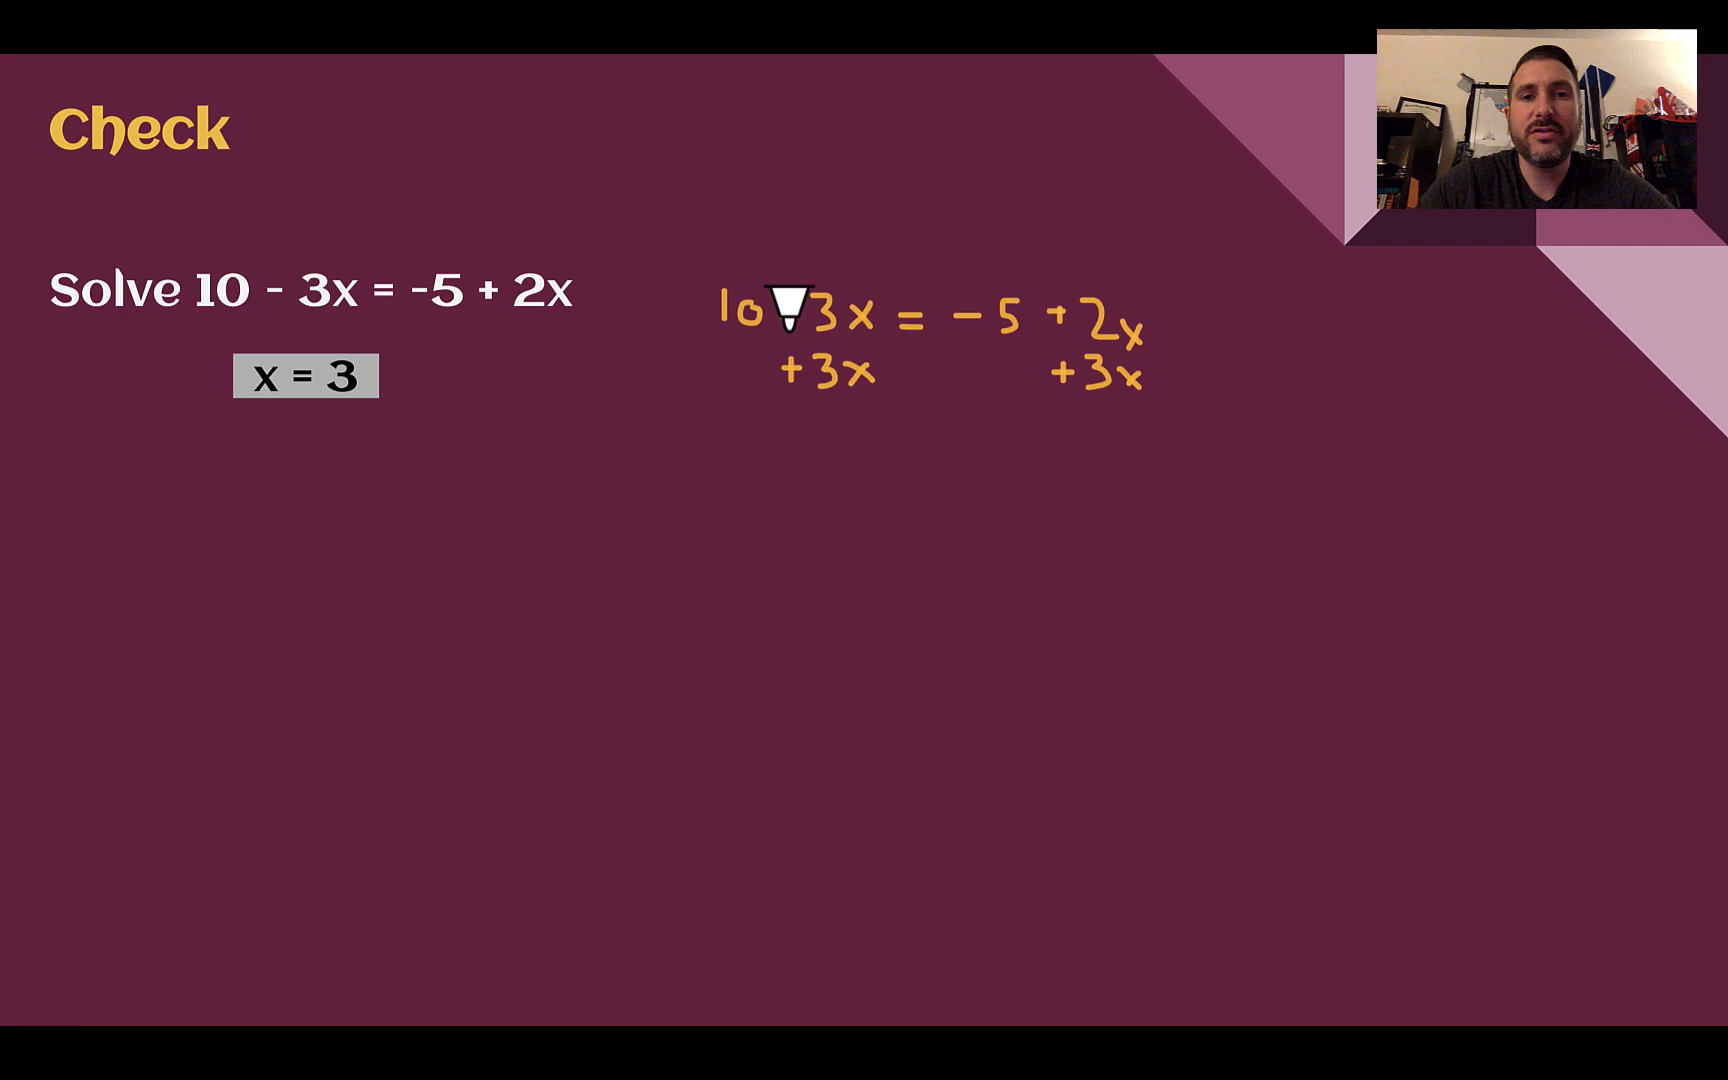 Check
Solve 10 - 3x = -5 + 2x
x = 3
10 3x = - 5 + 2x
+3x +3x